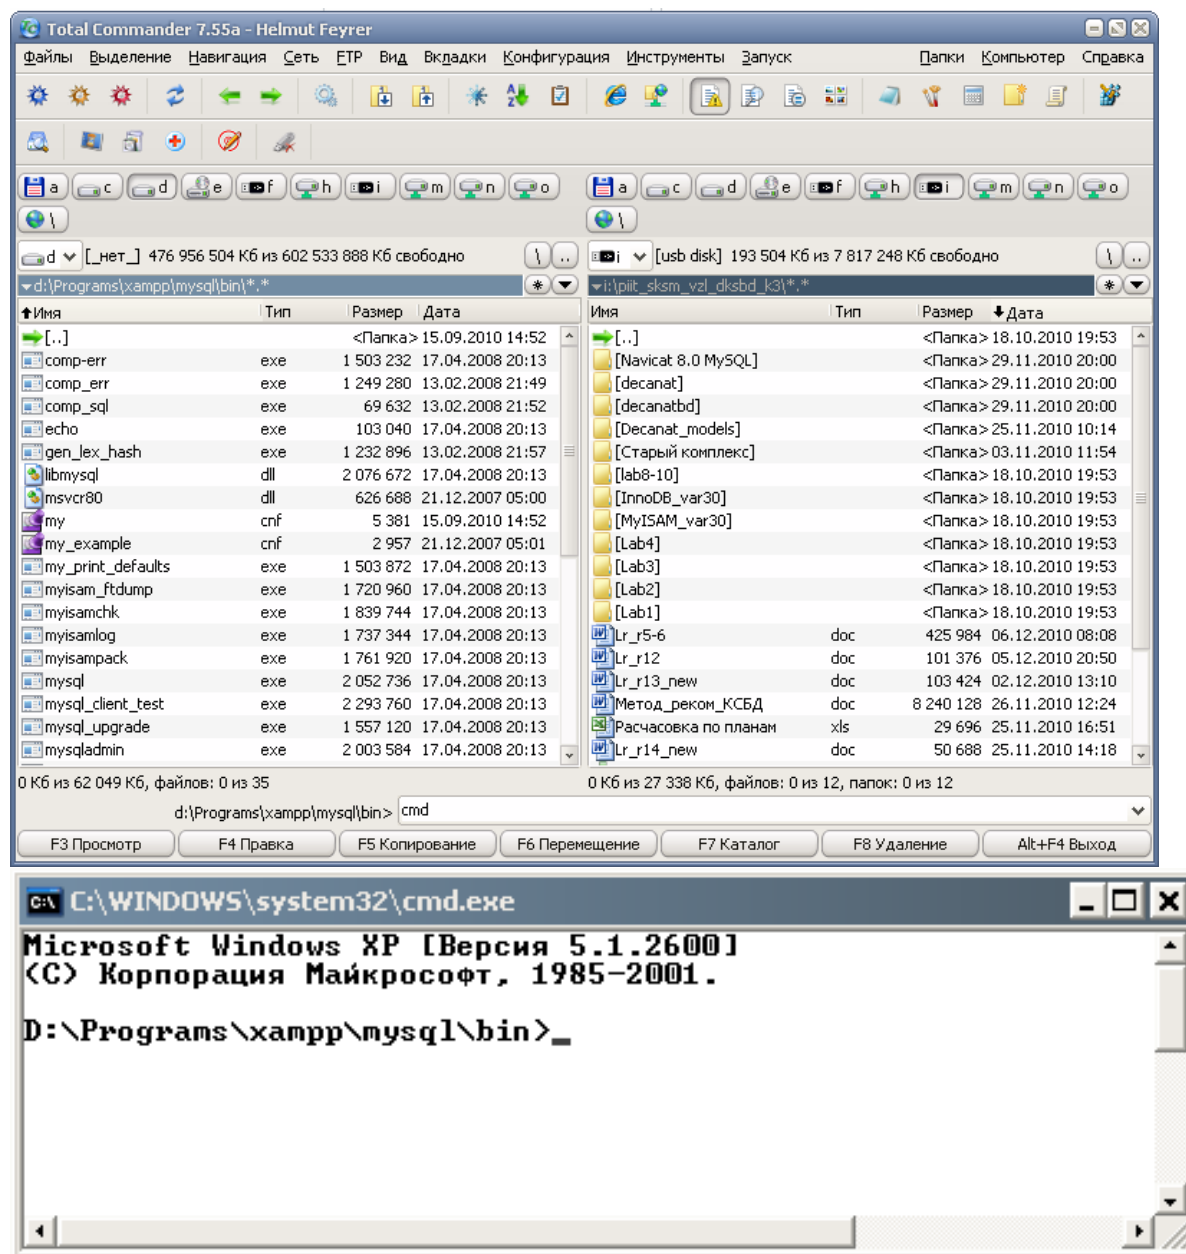 Total Commander 7.55a - Helmut Feyrer
Файлы Выделение Навигация Сеть FTP Вид Вкладки Конфигурация Инструменты Запуск Папки Компьютер Справка
a c d e f h i m n o
\
a c d e f h i m n o
\
d [_нет_] 476 956 504 Кб из 602 533 888 Кб свободно \ ..
i [usb disk] 193 504 Кб из 7 817 248 Кб свободно \ ..
d:\Programs\xampp\mysql\bin\*.* *
i:\piit_sksm_vzl_dksbd_k3\*.* *
Имя Тип Размер Дата
[..] <Папка> 15.09.2010 14:52
comp-err exe 1 503 232 17.04.2008 20:13
comp_err exe 1 249 280 13.02.2008 21:49
comp_sql exe 69 632 13.02.2008 21:52
echo exe 103 040 17.04.2008 20:13
gen_lex_hash exe 1 232 896 13.02.2008 21:57
libmysql dll 2 076 672 17.04.2008 20:13
msvcr80 dll 626 688 21.12.2007 05:00
my cnf 5 381 15.09.2010 14:52
my_example cnf 2 957 21.12.2007 05:01
my_print_defaults exe 1 503 872 17.04.2008 20:13
myisam_ftdump exe 1 720 960 17.04.2008 20:13
myisamchk exe 1 839 744 17.04.2008 20:13
myisamlog exe 1 737 344 17.04.2008 20:13
myisampack exe 1 761 920 17.04.2008 20:13
mysql exe 2 052 736 17.04.2008 20:13
mysql_client_test exe 2 293 760 17.04.2008 20:13
mysql_upgrade exe 1 557 120 17.04.2008 20:13
mysqladmin exe 2 003 584 17.04.2008 20:13
0 Кб из 62 049 Кб, файлов: 0 из 35
Имя Тип Размер Дата
[..] <Папка> 18.10.2010 19:53
[Navicat 8.0 MySQL] <Папка> 29.11.2010 20:00
[decanat] <Папка> 29.11.2010 20:00
[decanatbd] <Папка> 29.11.2010 20:00
[Decanat_models] <Папка> 25.11.2010 10:14
[Старый комплекс] <Папка> 03.11.2010 11:54
[lab8-10] <Папка> 18.10.2010 19:53
[InnoDB_var30] <Папка> 18.10.2010 19:53
[MyISAM_var30] <Папка> 18.10.2010 19:53
[Lab4] <Папка> 18.10.2010 19:53
[Lab3] <Папка> 18.10.2010 19:53
[Lab2] <Папка> 18.10.2010 19:53
[Lab1] <Папка> 18.10.2010 19:53
Lr_r5-6 doc 425 984 06.12.2010 08:08
Lr_r12 doc 101 376 05.12.2010 20:50
Lr_r13_new doc 103 424 02.12.2010 13:10
Метод_реком_КСБД doc 8 240 128 26.11.2010 12:24
Расчасовка по планам xls 29 696 25.11.2010 16:51
Lr_r14_new doc 50 688 25.11.2010 14:18
0 Кб из 27 338 Кб, файлов: 0 из 12, папок: 0 из 12
d:\Programs\xampp\mysql\bin> cmd
F3 Просмотр F4 Правка F5 Копирование F6 Перемещение F7 Каталог F8 Удаление Alt+F4 Выход
C:\WINDOWS\system32\cmd.exe
Microsoft Windows XP [Версия 5.1.2600]
(C) Корпорация Майкрософт, 1985-2001.
D:\Programs\xampp\mysql\bin>_